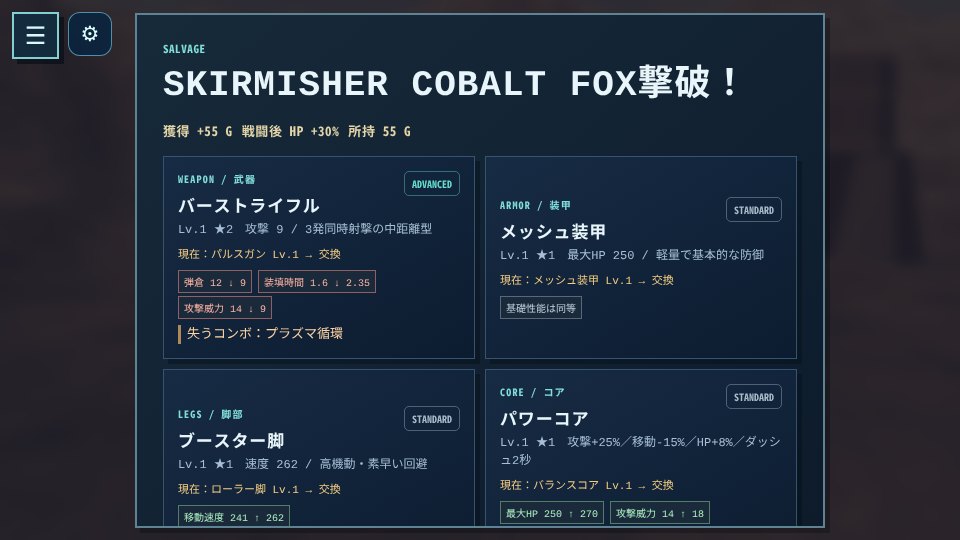 ☰
⚙
SALVAGE
SKIRMISHER COBALT FOX撃破！
獲得 +55 G 戦闘後 HP +30% 所持 55 G
WEAPON / 武器
ADVANCED
バーストライフル
Lv.1 ★2 攻撃 9 / 3発同時射撃の中距離型
現在：パルスガン Lv.1 → 交換
弾倉 12 ↓ 9
装填時間 1.6 ↓ 2.35
攻撃威力 14 ↓ 9
失うコンボ：プラズマ循環
ARMOR / 装甲
STANDARD
メッシュ装甲
Lv.1 ★1 最大HP 250 / 軽量で基本的な防御
現在：メッシュ装甲 Lv.1 → 交換
基礎性能は同等
LEGS / 脚部
STANDARD
ブースター脚
Lv.1 ★1 速度 262 / 高機動・素早い回避
現在：ローラー脚 Lv.1 → 交換
移動速度 241 ↑ 262
CORE / コア
STANDARD
パワーコア
Lv.1 ★1 攻撃+25%／移動-15%／HP+8%／ダッシ
ュ2秒
現在：バランスコア Lv.1 → 交換
最大HP 250 ↑ 270
攻撃威力 14 ↑ 18